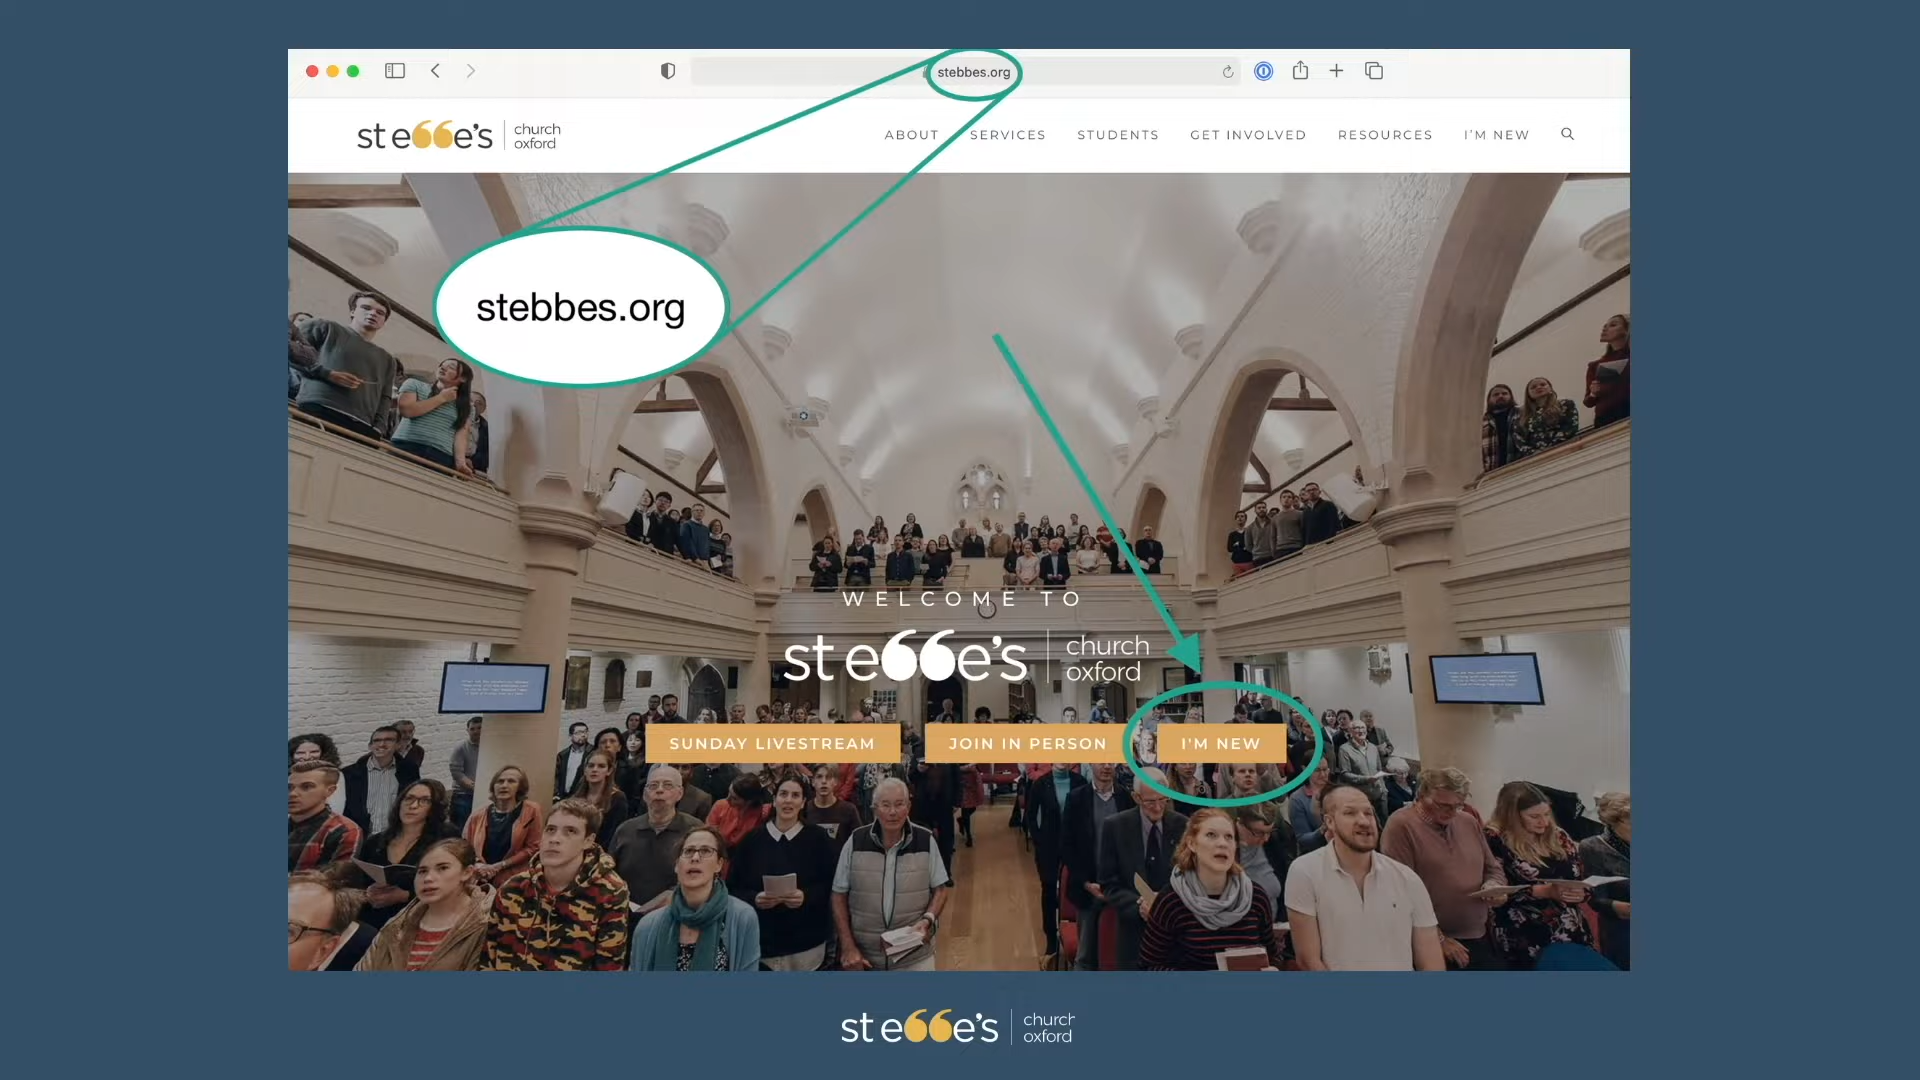 stebbes.org
st ebbe's church oxford
ABOUT SERVICES STUDENTS GET INVOLVED RESOURCES I'M NEW
stebbes.org
WELCOME TO
st ebbe's church oxford
SUNDAY LIVESTREAM JOIN IN PERSON I'M NEW
st ebbe's church oxford